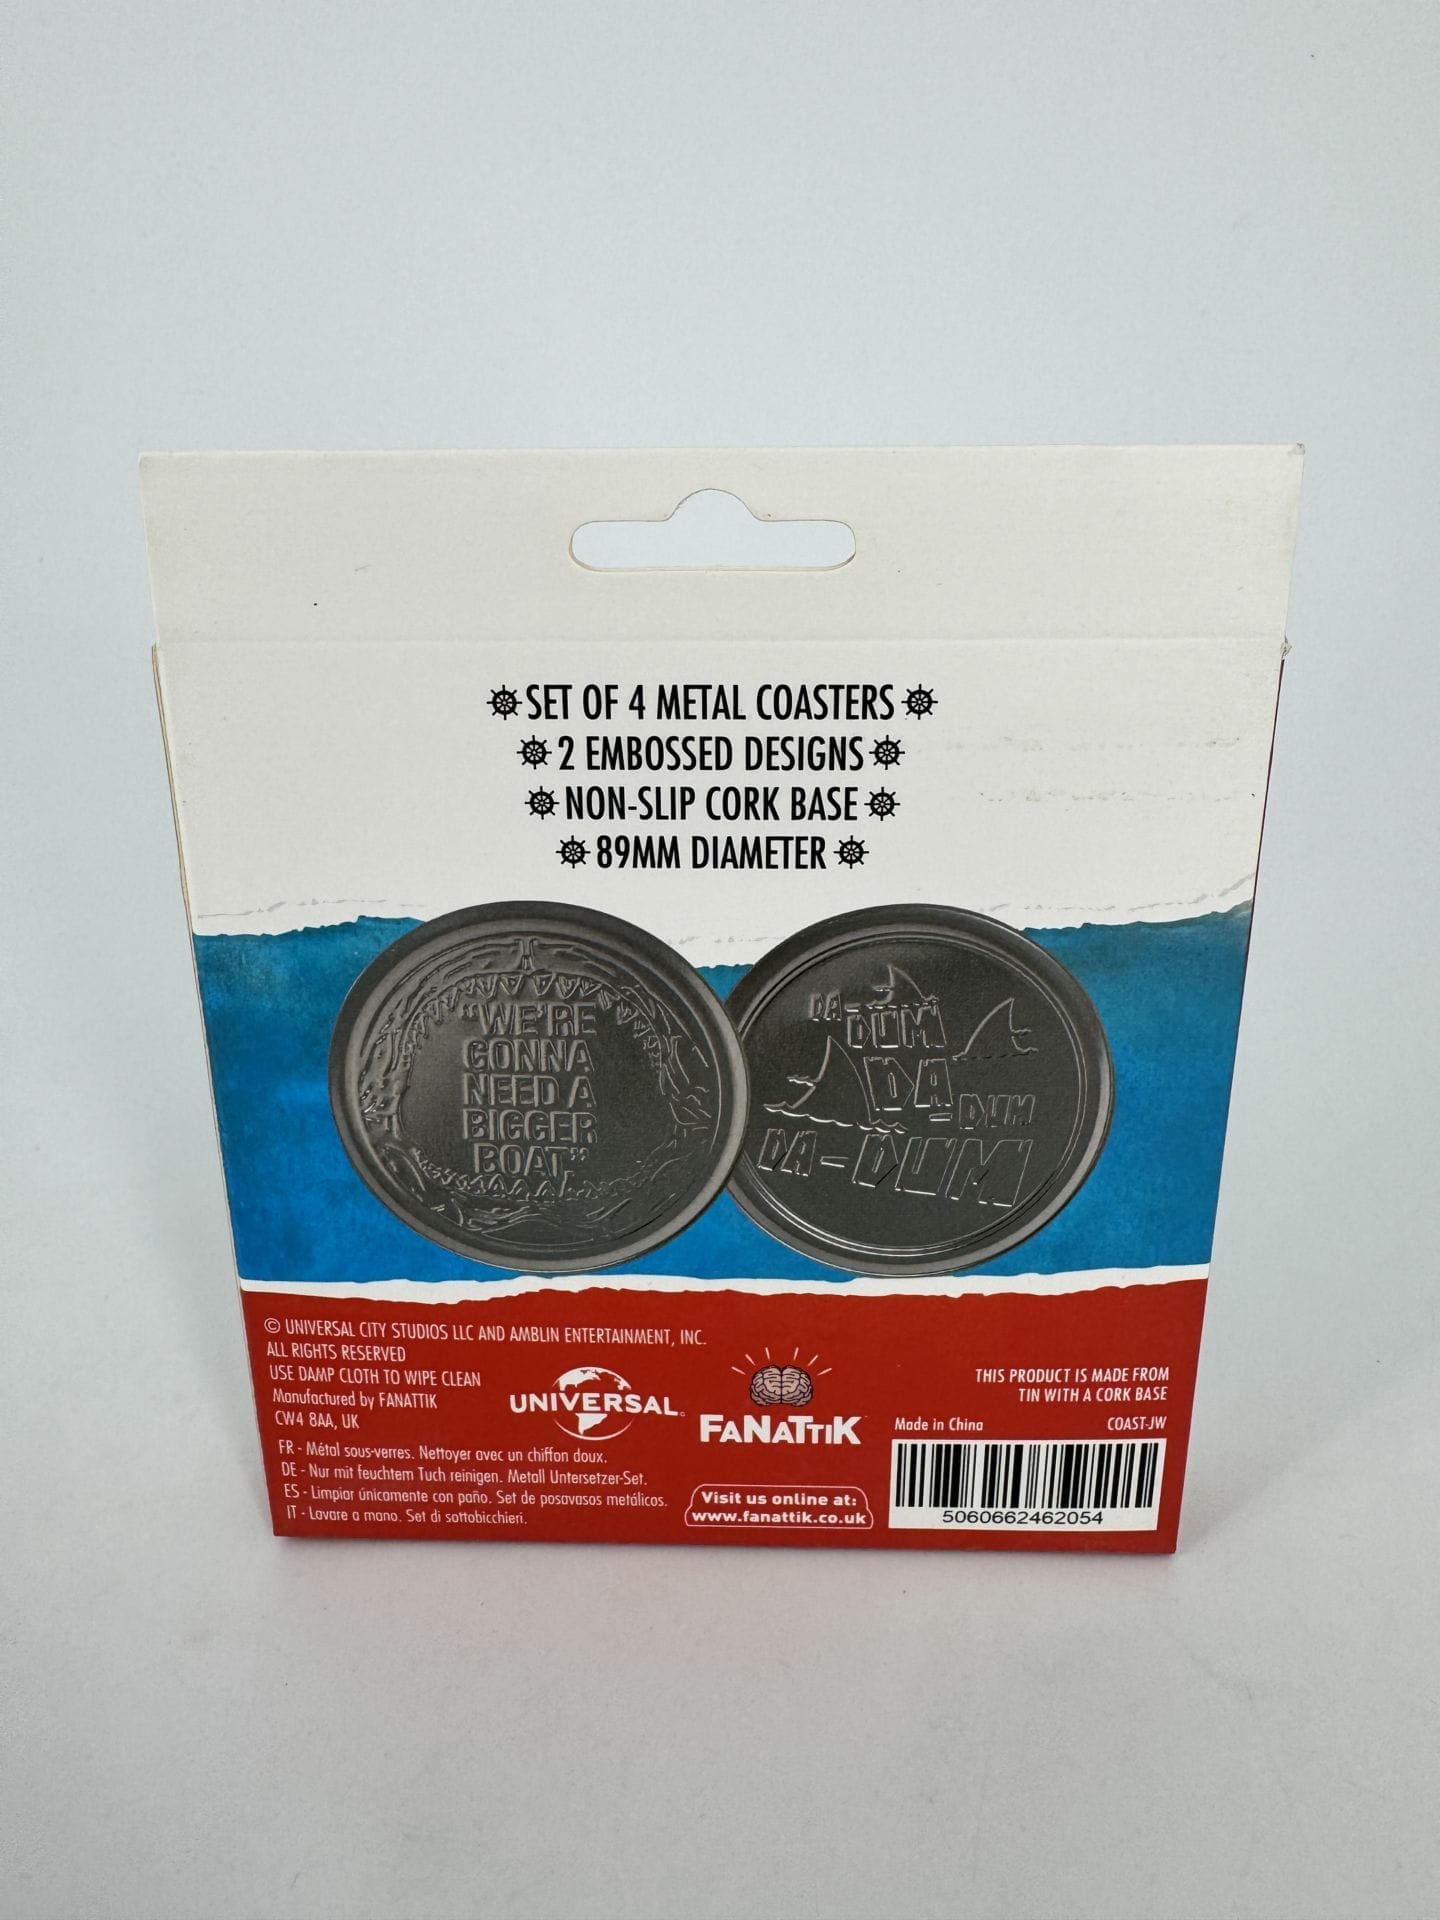 SET OF 4 METAL COASTERS
2 EMBOSSED DESIGNS
NON-SLIP CORK BASE
89MM DIAMETER
"WE'RE
GONNA
NEED A
BIGGER
BOAT"
DA-
DUM
DA
-DUM
DA-DUM
© UNIVERSAL CITY STUDIOS LLC AND AMBLIN ENTERTAINMENT, INC.
ALL RIGHTS RESERVED
USE DAMP CLOTH TO WIPE CLEAN
Manufactured by FANATTIK
CW4 8AA, UK
FR - Métal sous-verres. Nettoyer avec un chiffon doux.
DE - Nur mit feuchtem Tuch reinigen. Metall Untersetzer-Set.
ES - Limpiar únicamente con paño. Set de posavasos metálicos.
IT - Lavare a mano. Set di sottobicchieri.
UNIVERSAL
FANATTIK
Visit us online at:
www.fanattik.co.uk
THIS PRODUCT IS MADE FROM
TIN WITH A CORK BASE
Made in China COAST-JW
5060662462054